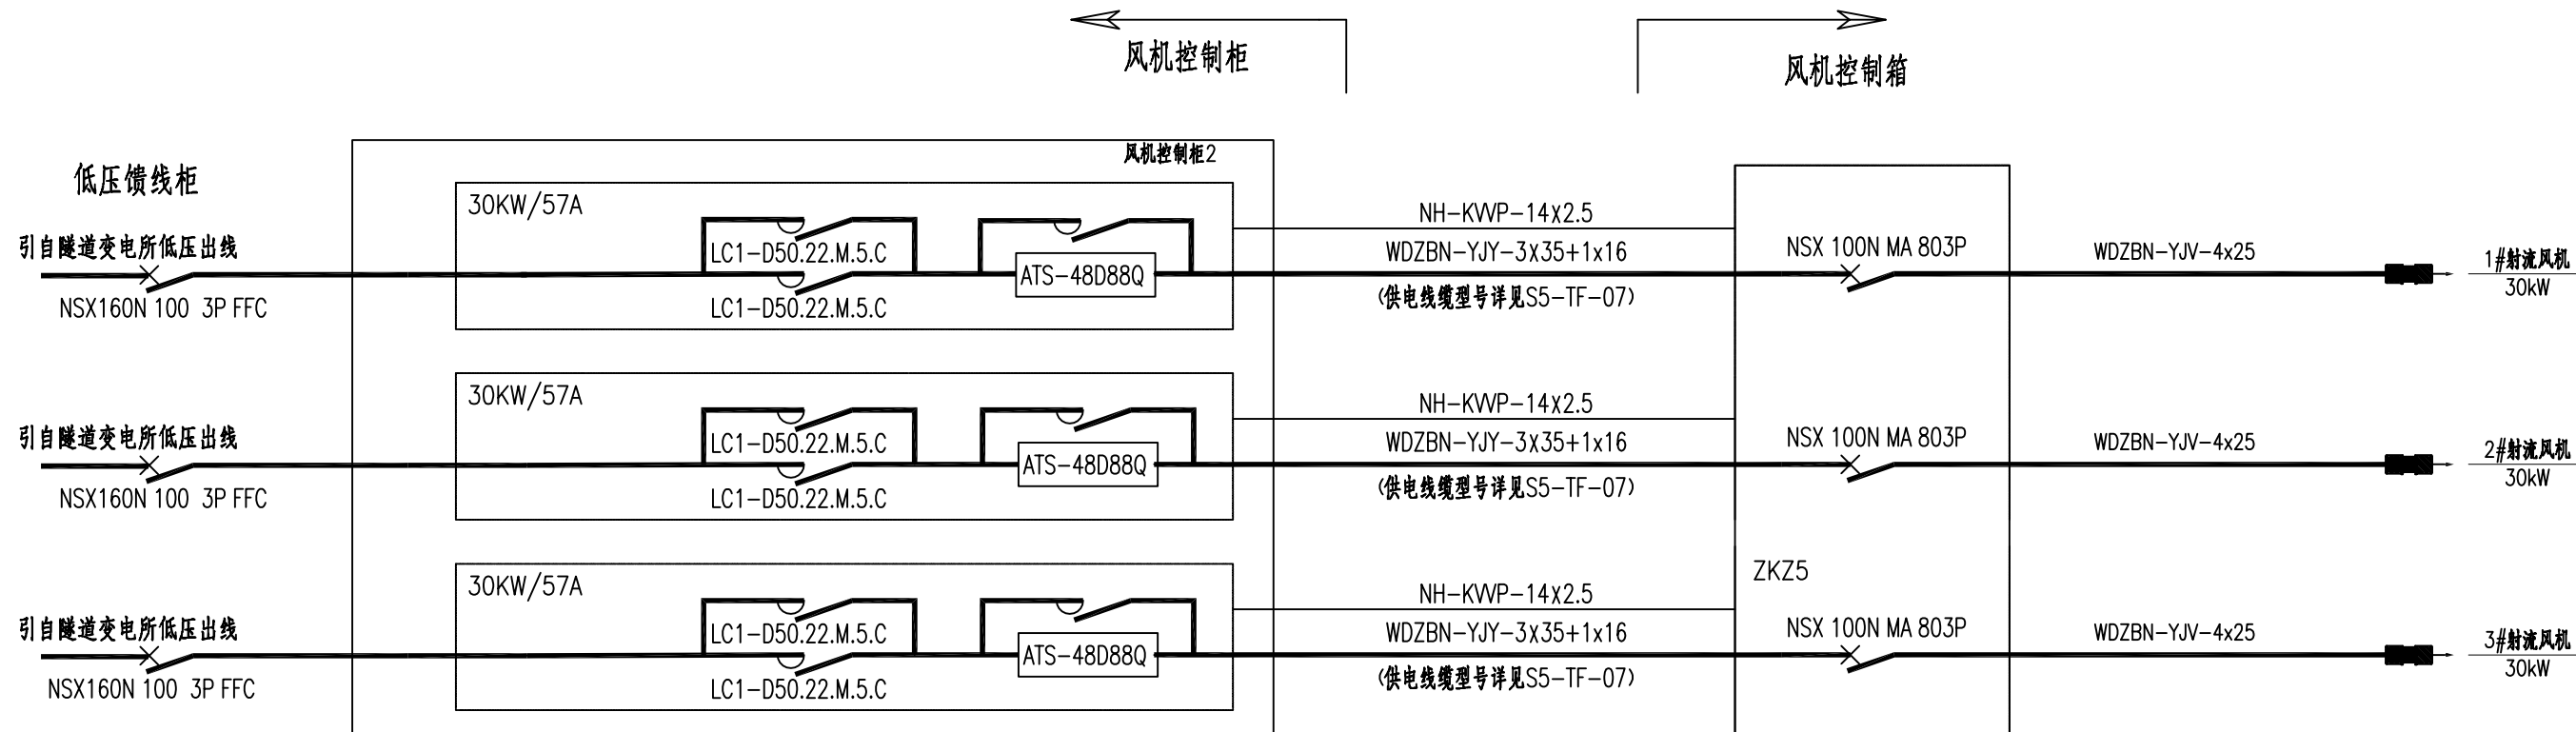 风机控制柜
风机控制箱
低压馈线柜
风机控制柜2
引自隧道变电所低压出线
NSX160N 100 3P FFC
30KW/57A
LC1-D50.22.M.5.C
LC1-D50.22.M.5.C
ATS-48D88Q
NH-KVVP-14X2.5
WDZBN-YJY-3X35+1x16
(供电线缆型号详见S5-TF-07)
NSX 100N MA 803P
WDZBN-YJV-4x25
1#射流风机
30kW
引自隧道变电所低压出线
NSX160N 100 3P FFC
30KW/57A
LC1-D50.22.M.5.C
LC1-D50.22.M.5.C
ATS-48D88Q
NH-KVVP-14X2.5
WDZBN-YJY-3X35+1x16
(供电线缆型号详见S5-TF-07)
NSX 100N MA 803P
WDZBN-YJV-4x25
2#射流风机
30kW
ZKZ5
引自隧道变电所低压出线
NSX160N 100 3P FFC
30KW/57A
LC1-D50.22.M.5.C
LC1-D50.22.M.5.C
ATS-48D88Q
NH-KVVP-14X2.5
WDZBN-YJY-3X35+1x16
(供电线缆型号详见S5-TF-07)
NSX 100N MA 803P
WDZBN-YJV-4x25
3#射流风机
30kW